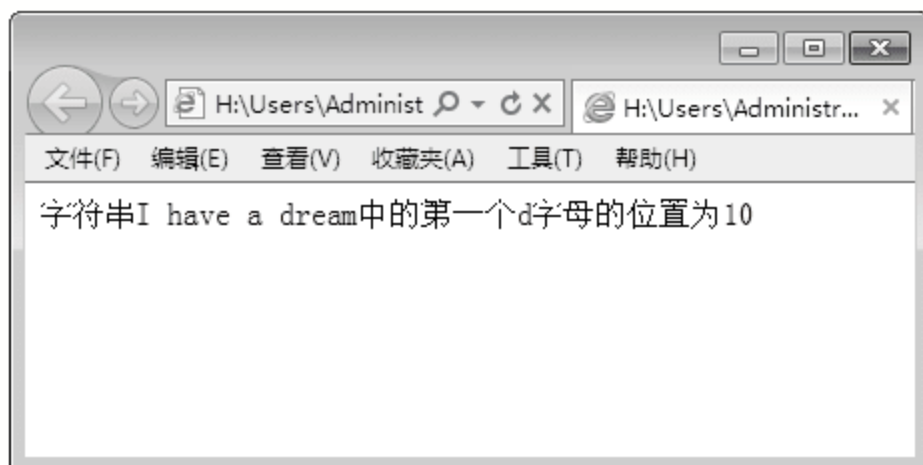 H:\Users\Administ
H:\Users\Administr...
文件(F) 编辑(E) 查看(V) 收藏夹(A) 工具(T) 帮助(H)
字符串I have a dream中的第一个d字母的位置为10